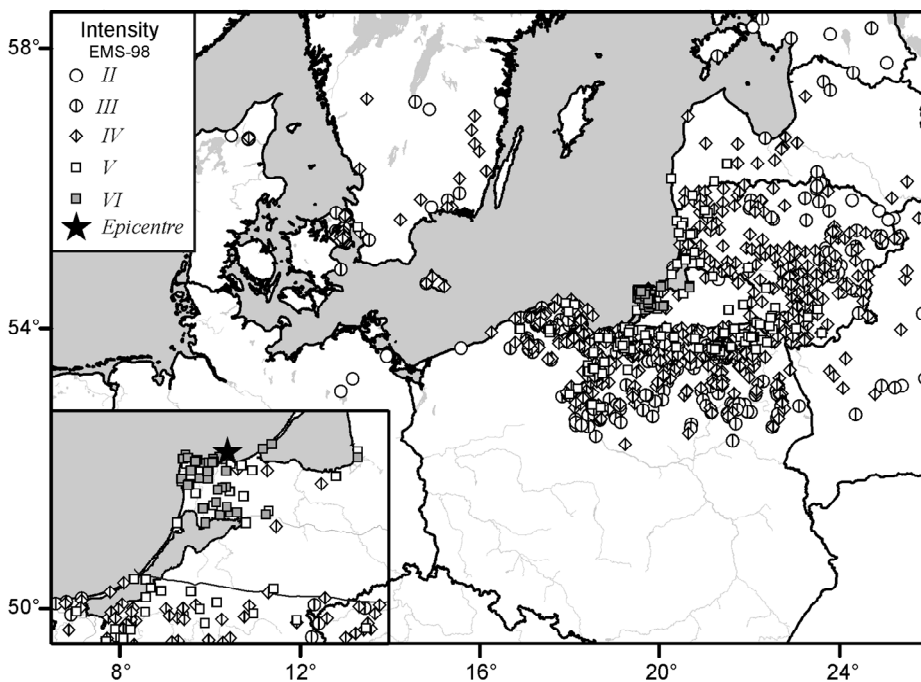 Intensity
EMS-98
II
III
IV
V
VI
Epicentre
58°
54°
50°
8°
12°
16°
20°
24°